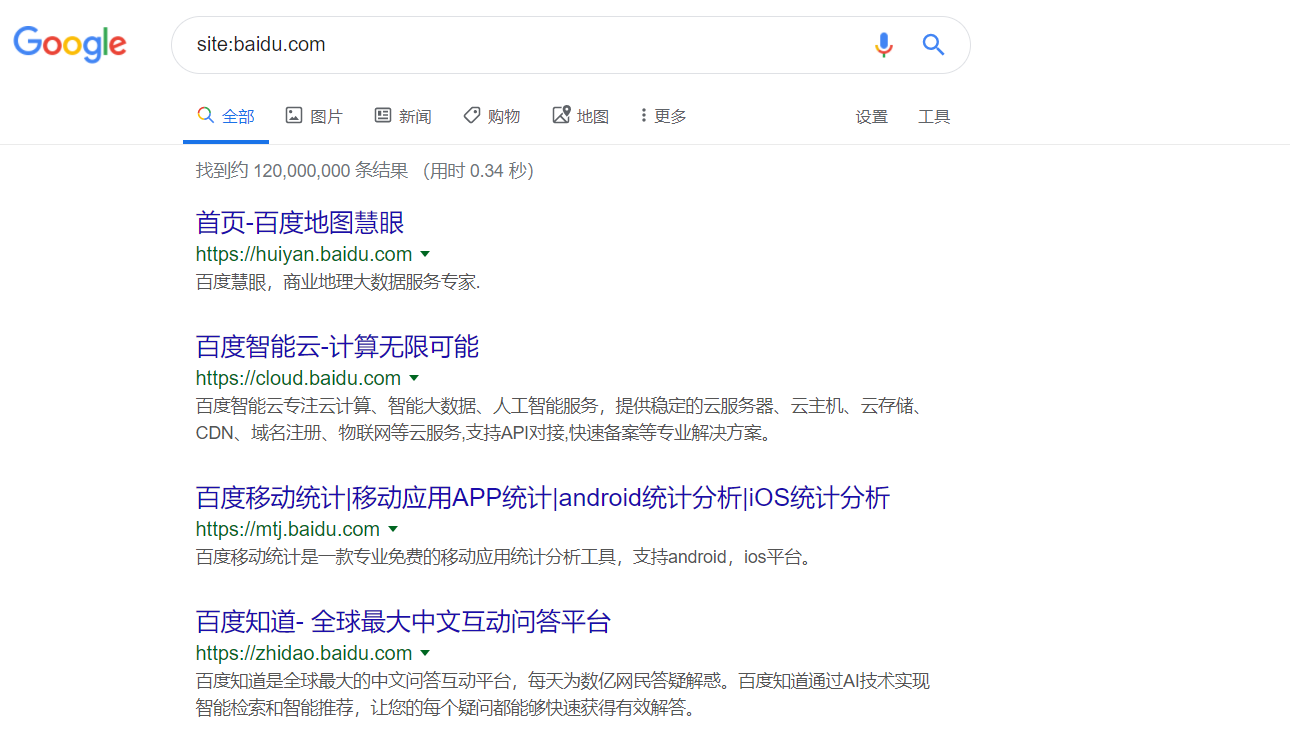 Google
site:baidu.com
全部 图片 新闻 购物 地图 更多 设置 工具
找到约 120,000,000 条结果 （用时 0.34 秒）
首页-百度地图慧眼
https://huiyan.baidu.com
百度慧眼，商业地理大数据服务专家.
百度智能云-计算无限可能
https://cloud.baidu.com
百度智能云专注云计算、智能大数据、人工智能服务，提供稳定的云服务器、云主机、云存储、
CDN、域名注册、物联网等云服务,支持API对接,快速备案等专业解决方案。
百度移动统计|移动应用APP统计|android统计分析|iOS统计分析
https://mtj.baidu.com
百度移动统计是一款专业免费的移动应用统计分析工具，支持android，ios平台。
百度知道- 全球最大中文互动问答平台
https://zhidao.baidu.com
百度知道是全球最大的中文问答互动平台，每天为数亿网民答疑解惑。百度知道通过AI技术实现
智能检索和智能推荐，让您的每个疑问都能够快速获得有效解答。